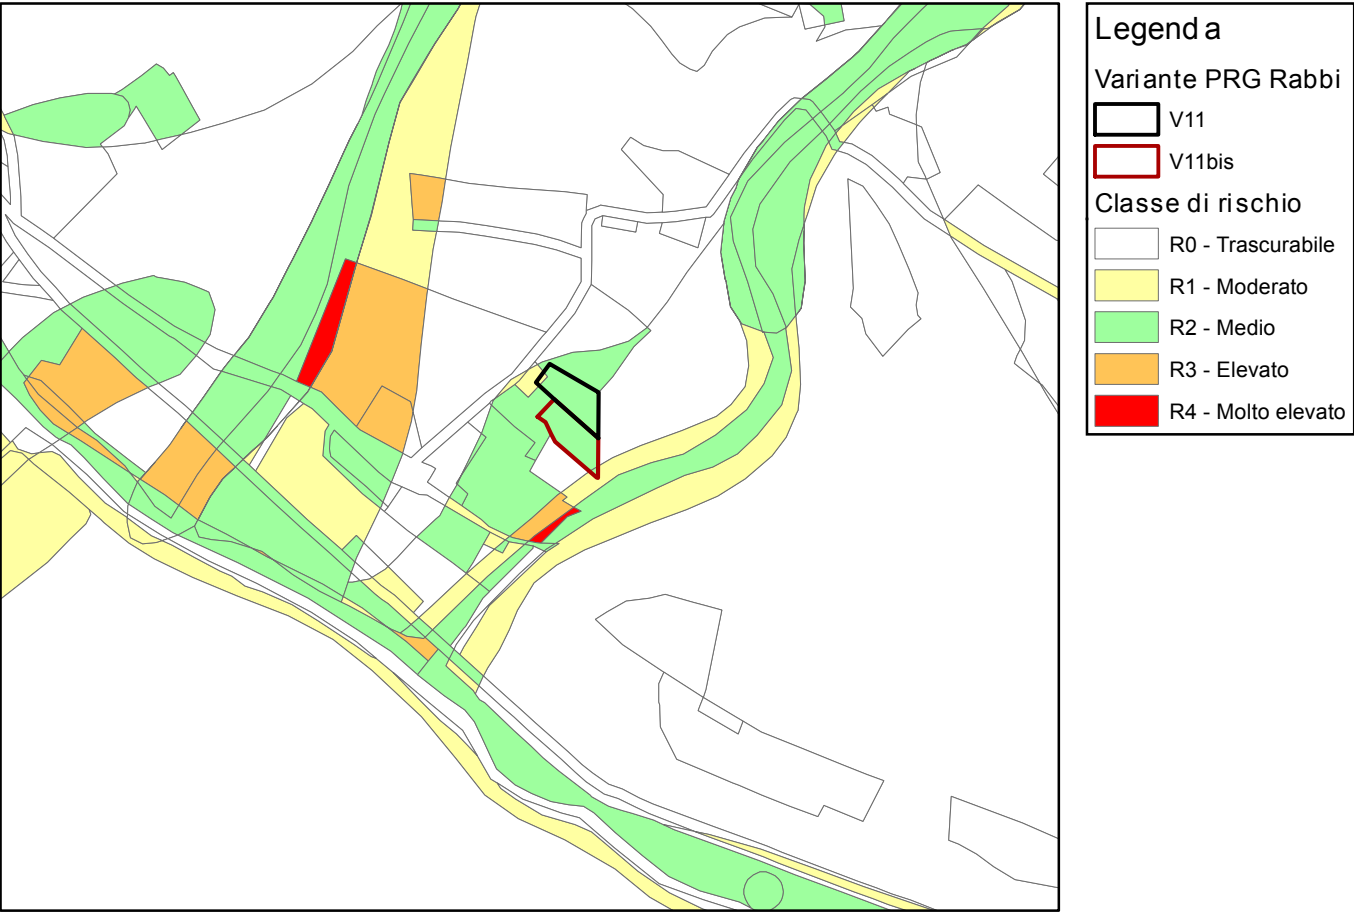 Legenda
Variante PRG Rabbi
V11
V11bis
Classe di rischio
R0 - Trascurabile
R1 - Moderato
R2 - Medio
R3 - Elevato
R4 - Molto elevato